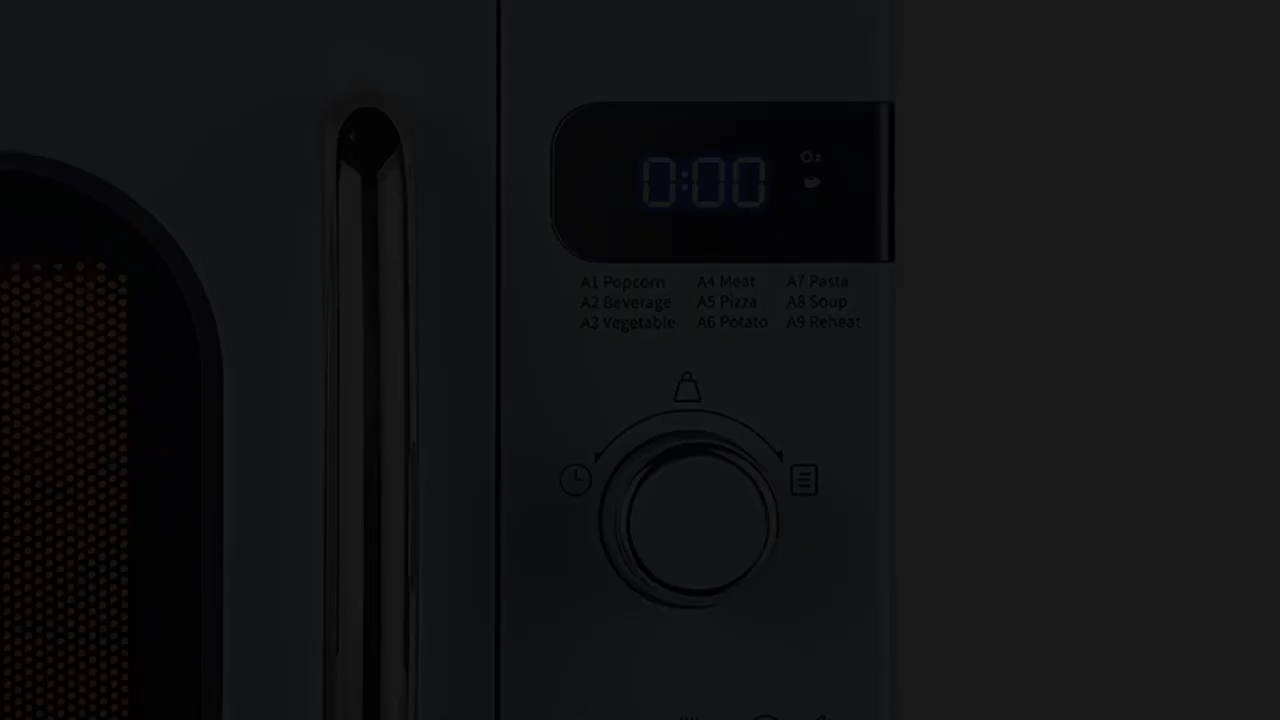 0:00
Oz
A1 Popcorn A4 Meat A7 Pasta
A2 Beverage A5 Pizza A8 Soup
A3 Vegetable A6 Potato A9 Reheat